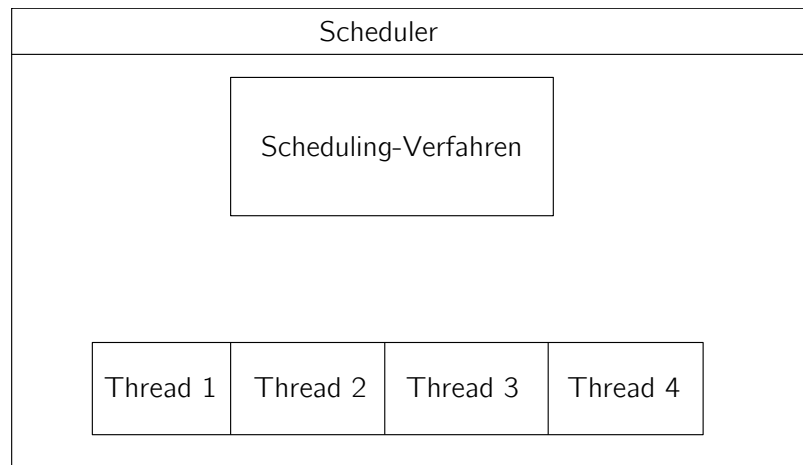 Scheduler
Scheduling-Verfahren
Thread 1 Thread 2 Thread 3 Thread 4